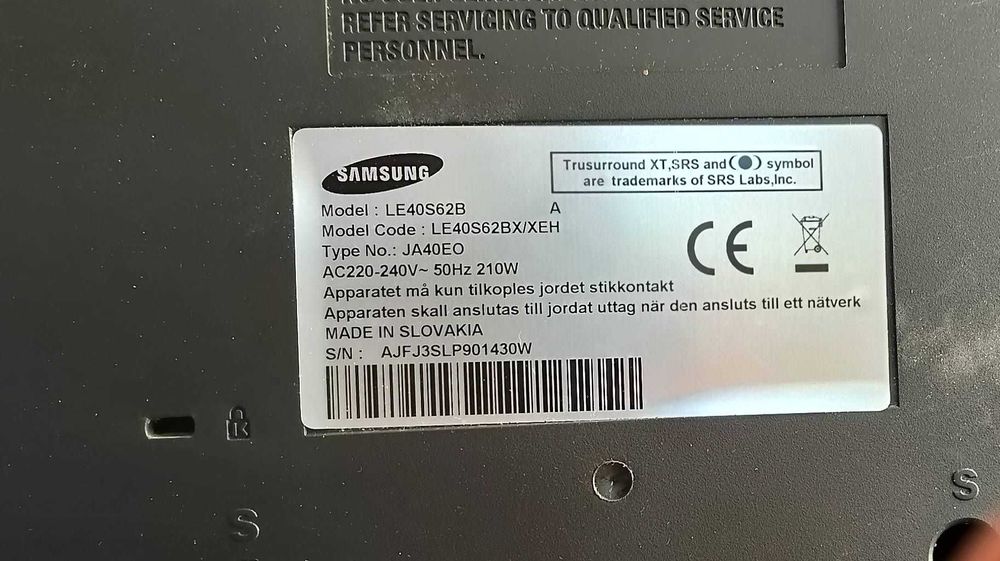 REFER SERVICING TO QUALIFIED SERVICE
PERSONNEL.
SAMSUNG
Trusurround XT,SRS and symbol
are trademarks of SRS Labs,Inc.
Model : LE40S62B A
Model Code : LE40S62BX/XEH
Type No.: JA40EO
AC220-240V~ 50Hz 210W
Apparatet må kun tilkoples jordet stikkontakt
Apparaten skall anslutas till jordat uttag när den ansluts till ett nätverk
MADE IN SLOVAKIA
S/N : AJFJ3SLP901430W
CE
K
S
S